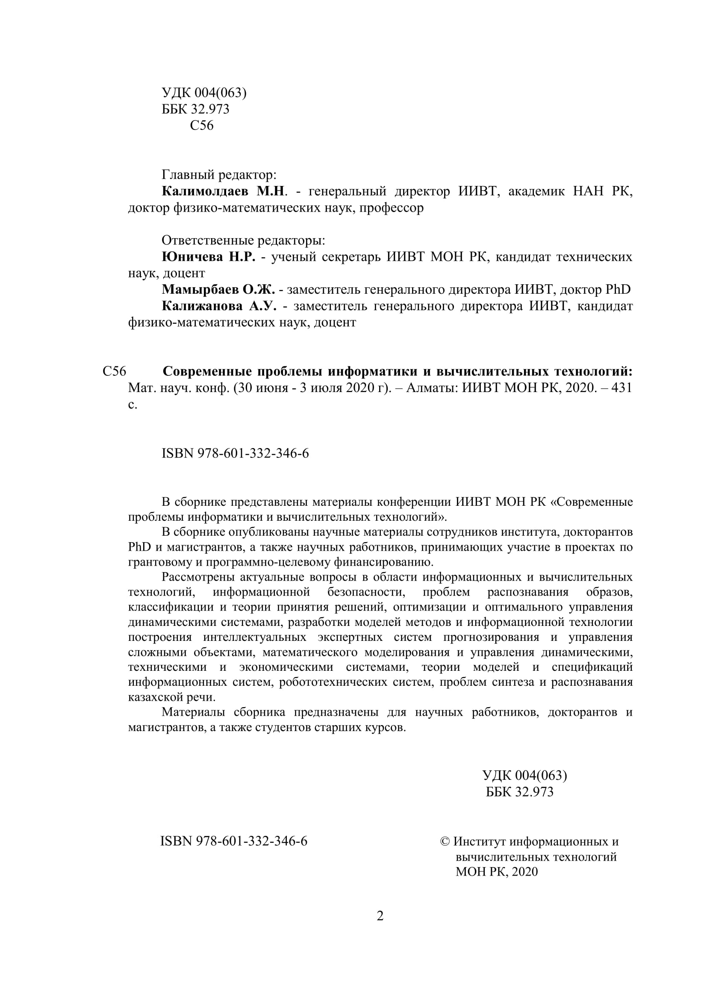 УДК 004(063)
ББК 32.973
С56
Главный редактор:
Калимолдаев М.Н. - генеральный директор ИИВТ, академик НАН РК,
доктор физико-математических наук, профессор
Ответственные редакторы:
Юничева Н.Р. - ученый секретарь ИИВТ МОН РК, кандидат технических
наук, доцент
Мамырбаев О.Ж. - заместитель генерального директора ИИВТ, доктор PhD
Калижанова А.У. - заместитель генерального директора ИИВТ, кандидат
физико-математических наук, доцент
С56 Современные проблемы информатики и вычислительных технологий:
Мат. науч. конф. (30 июня - 3 июля 2020 г). – Алматы: ИИВТ МОН РК, 2020. – 431
с.
ISBN 978-601-332-346-6
В сборнике представлены материалы конференции ИИВТ МОН РК «Современные
проблемы информатики и вычислительных технологий».
В сборнике опубликованы научные материалы сотрудников института, докторантов
PhD и магистрантов, а также научных работников, принимающих участие в проектах по
грантовому и программно-целевому финансированию.
Рассмотрены актуальные вопросы в области информационных и вычислительных
технологий, информационной безопасности, проблем распознавания образов,
классификации и теории принятия решений, оптимизации и оптимального управления
динамическими системами, разработки моделей методов и информационной технологии
построения интеллектуальных экспертных систем прогнозирования и управления
сложными объектами, математического моделирования и управления динамическими,
техническими и экономическими системами, теории моделей и спецификаций
информационных систем, робототехнических систем, проблем синтеза и распознавания
казахской речи.
Материалы сборника предназначены для научных работников, докторантов и
магистрантов, а также студентов старших курсов.
УДК 004(063)
ББК 32.973
ISBN 978-601-332-346-6 © Институт информационных и
вычислительных технологий
МОН РК, 2020
2